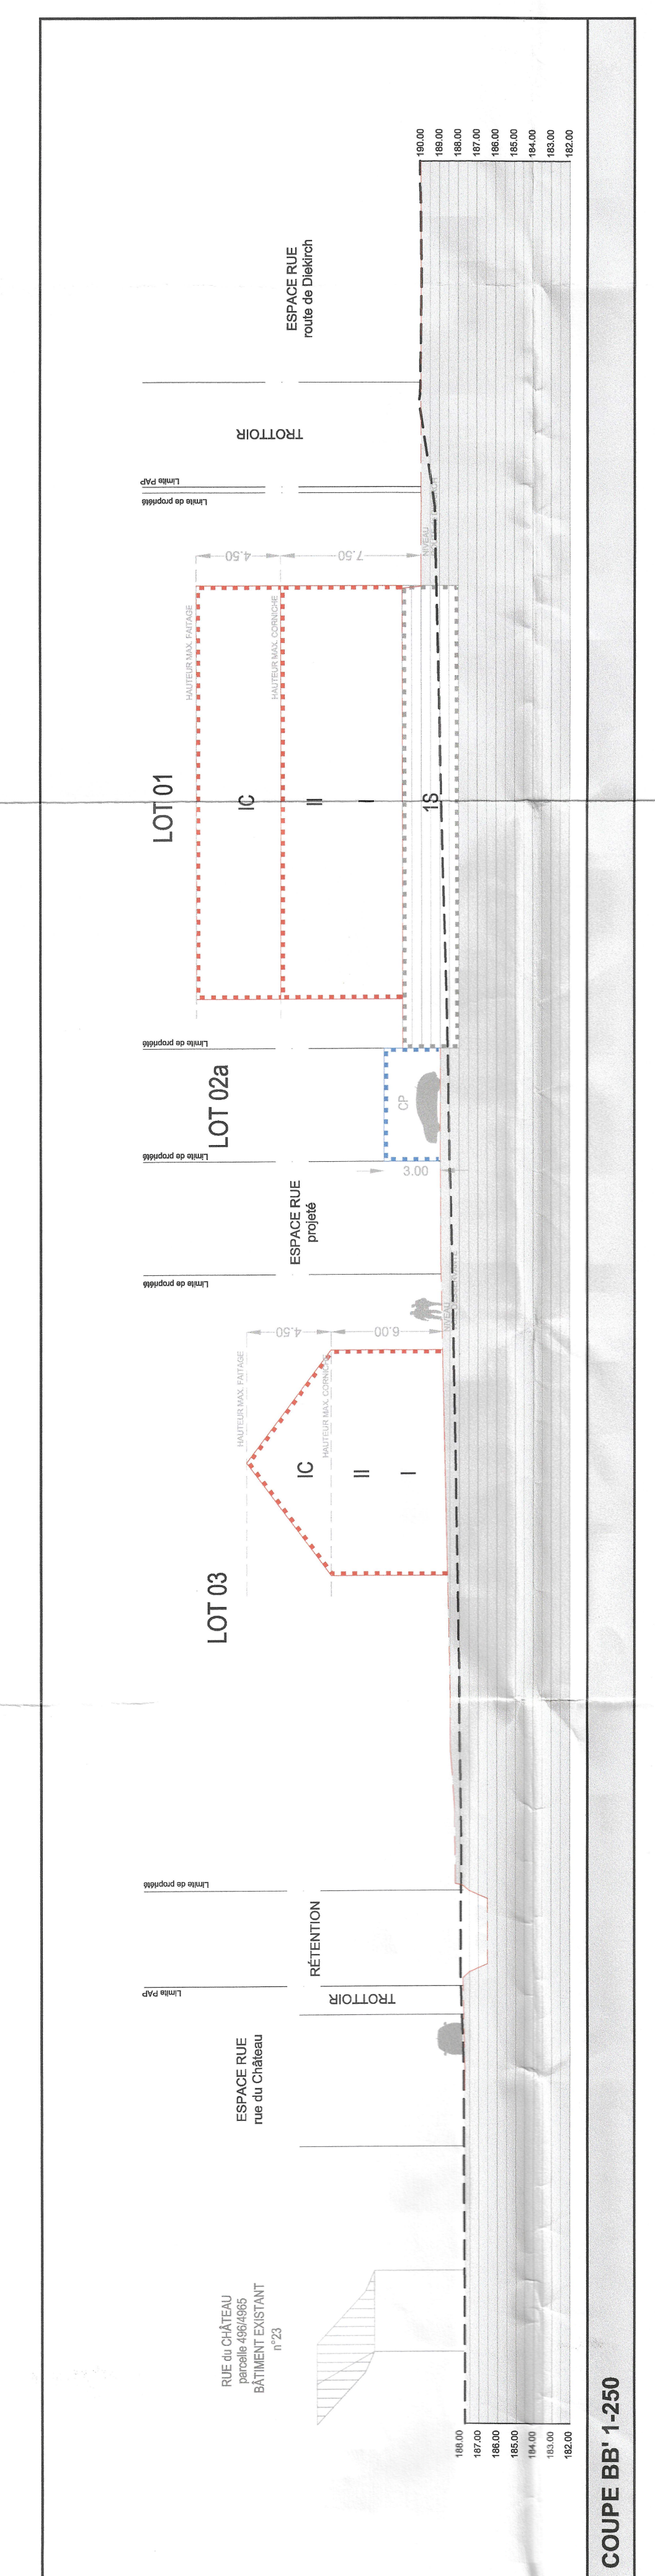 RUE du CHÂTEAU
parcelle 496/4965
BÂTIMENT EXISTANT
n°23
188.00
187.00
186.00
185.00
184.00
183.00
182.00
ESPACE RUE
rue du Château
TROTTOIR
Limite PAP
RÉTENTION
Limite de propriété
LOT 03
HAUTEUR MAX. FAITAGE
HAUTEUR MAX. CORNICHE
IC
II
I
4.50
6.00
NIVEAU
Limite de propriété
ESPACE RUE
projeté
Limite de propriété
LOT 02a
CP
3.00
Limite de propriété
LOT 01
HAUTEUR MAX. FAITAGE
HAUTEUR MAX. CORNICHE
IC
II
I
1S
4.50
7.50
NIVEAU
Limite de propriété
Limite PAP
TROTTOIR
ESPACE RUE
route de Diekirch
190.00
189.00
188.00
187.00
186.00
185.00
184.00
183.00
182.00
COUPE BB' 1-250